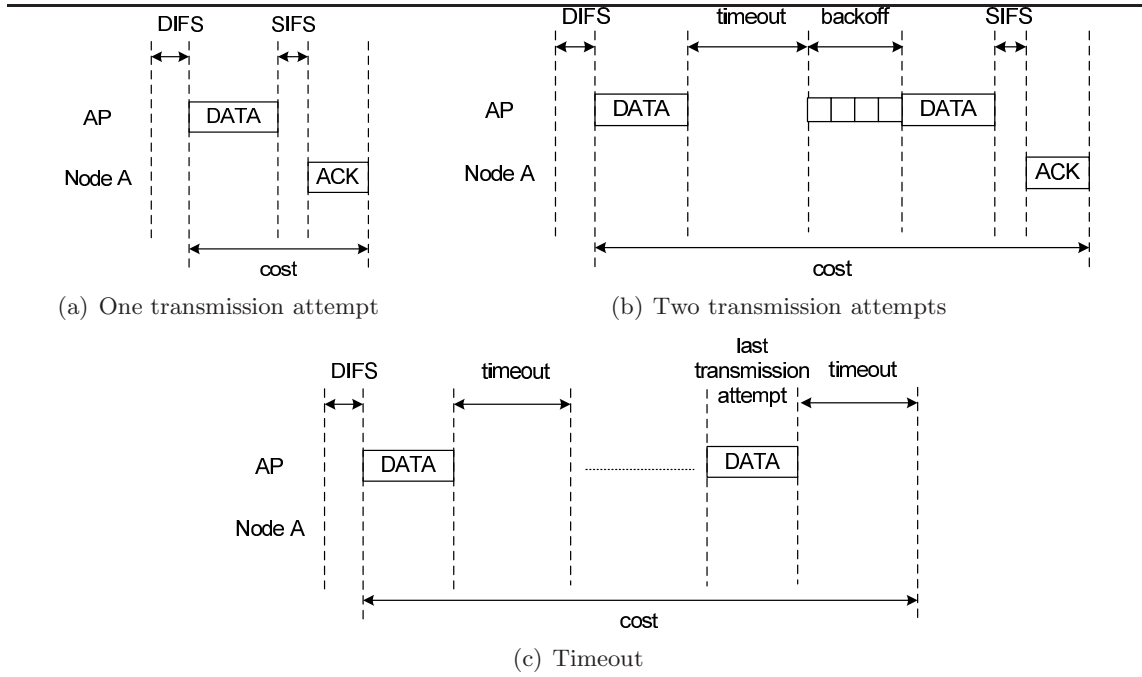 DIFS SIFS
AP DATA
Node A ACK
cost
(a) One transmission attempt
DIFS timeout backoff SIFS
AP DATA DATA
Node A ACK
cost
(b) Two transmission attempts
DIFS timeout last transmission attempt timeout
AP DATA DATA
Node A
cost
(c) Timeout